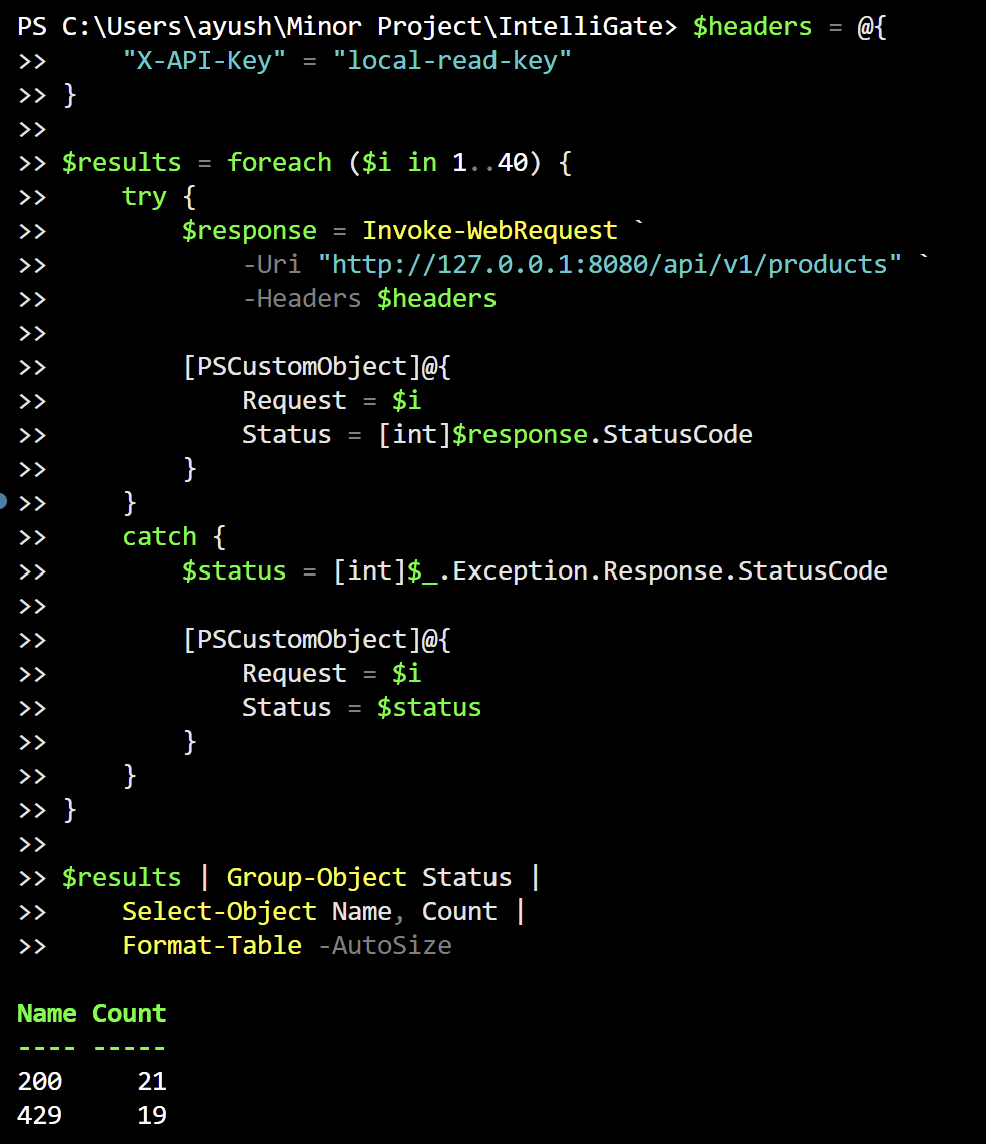 PS C:\Users\ayush\Minor Project\IntelliGate> $headers = @{
>>     "X-API-Key" = "local-read-key"
>> }
>>
>> $results = foreach ($i in 1..40) {
>>     try {
>>         $response = Invoke-WebRequest `
>>             -Uri "http://127.0.0.1:8080/api/v1/products" `
>>             -Headers $headers
>>
>>         [PSCustomObject]@{
>>             Request = $i
>>             Status = [int]$response.StatusCode
>>         }
>>     }
>>     catch {
>>         $status = [int]$_.Exception.Response.StatusCode
>>
>>         [PSCustomObject]@{
>>             Request = $i
>>             Status = $status
>>         }
>>     }
>> }
>>
>> $results | Group-Object Status |
>>     Select-Object Name, Count |
>>     Format-Table -AutoSize

Name Count
---- -----
200     21
429     19